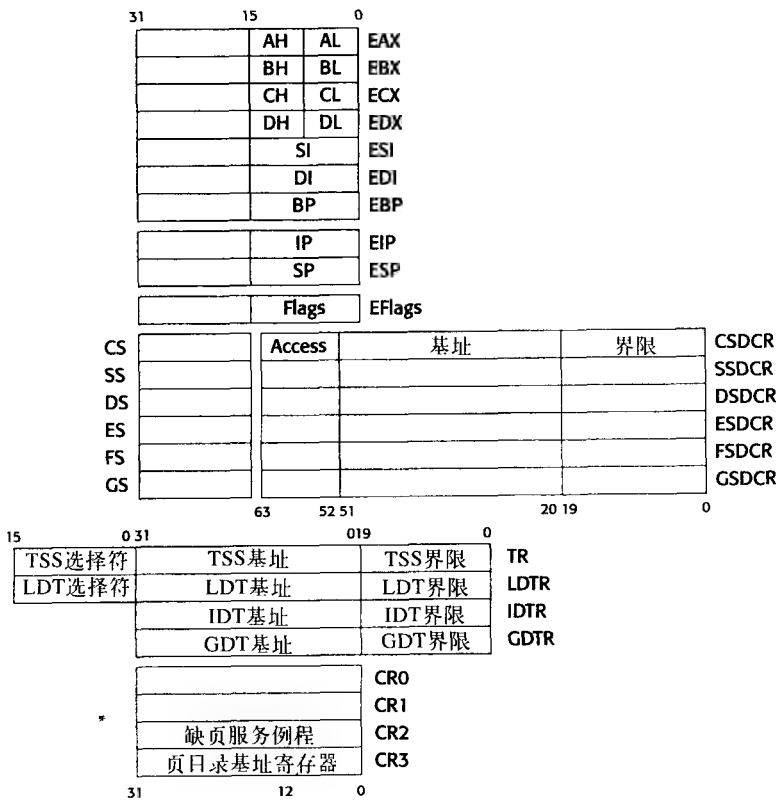 31 15 0
AH AL EAX
BH BL EBX
CH CL ECX
DH DL EDX
SI ESI
DI EDI
BP EBP
IP EIP
SP ESP
Flags EFlags
CS Access 基址 界限 CSDCR
SS SSDCR
DS DSDCR
ES ESDCR
FS FSDCR
GS GSDCR
63 52 51 20 19 0
15 0 31 0 19 0
TSS选择符 TSS基址 TSS界限 TR
LDT选择符 LDT基址 LDT界限 LDTR
IDT基址 IDT界限 IDTR
GDT基址 GDT界限 GDTR
CR0
CR1
缺页服务例程 CR2
页目录基址寄存器 CR3
31 12 0